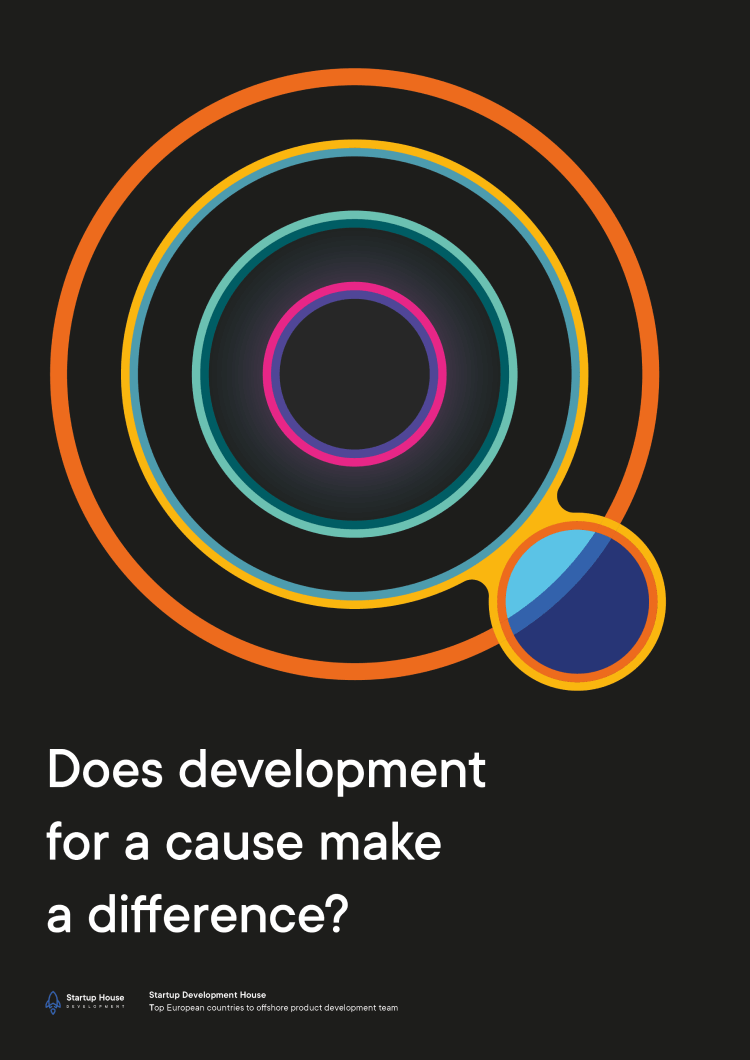 Does development
for a cause make
a difference?
Startup House
DEVELOPMENT
Startup Development House
Top European countries to offshore product development team